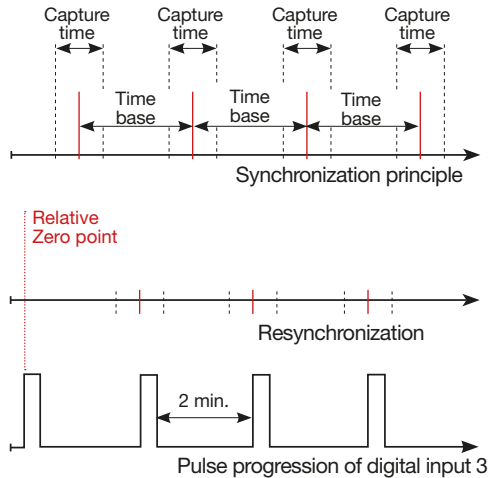 Capture time
Capture time
Capture time
Capture time
Time base
Time base
Time base
Synchronization principle
Relative
Zero point
Resynchronization
2 min.
Pulse progression of digital input 3